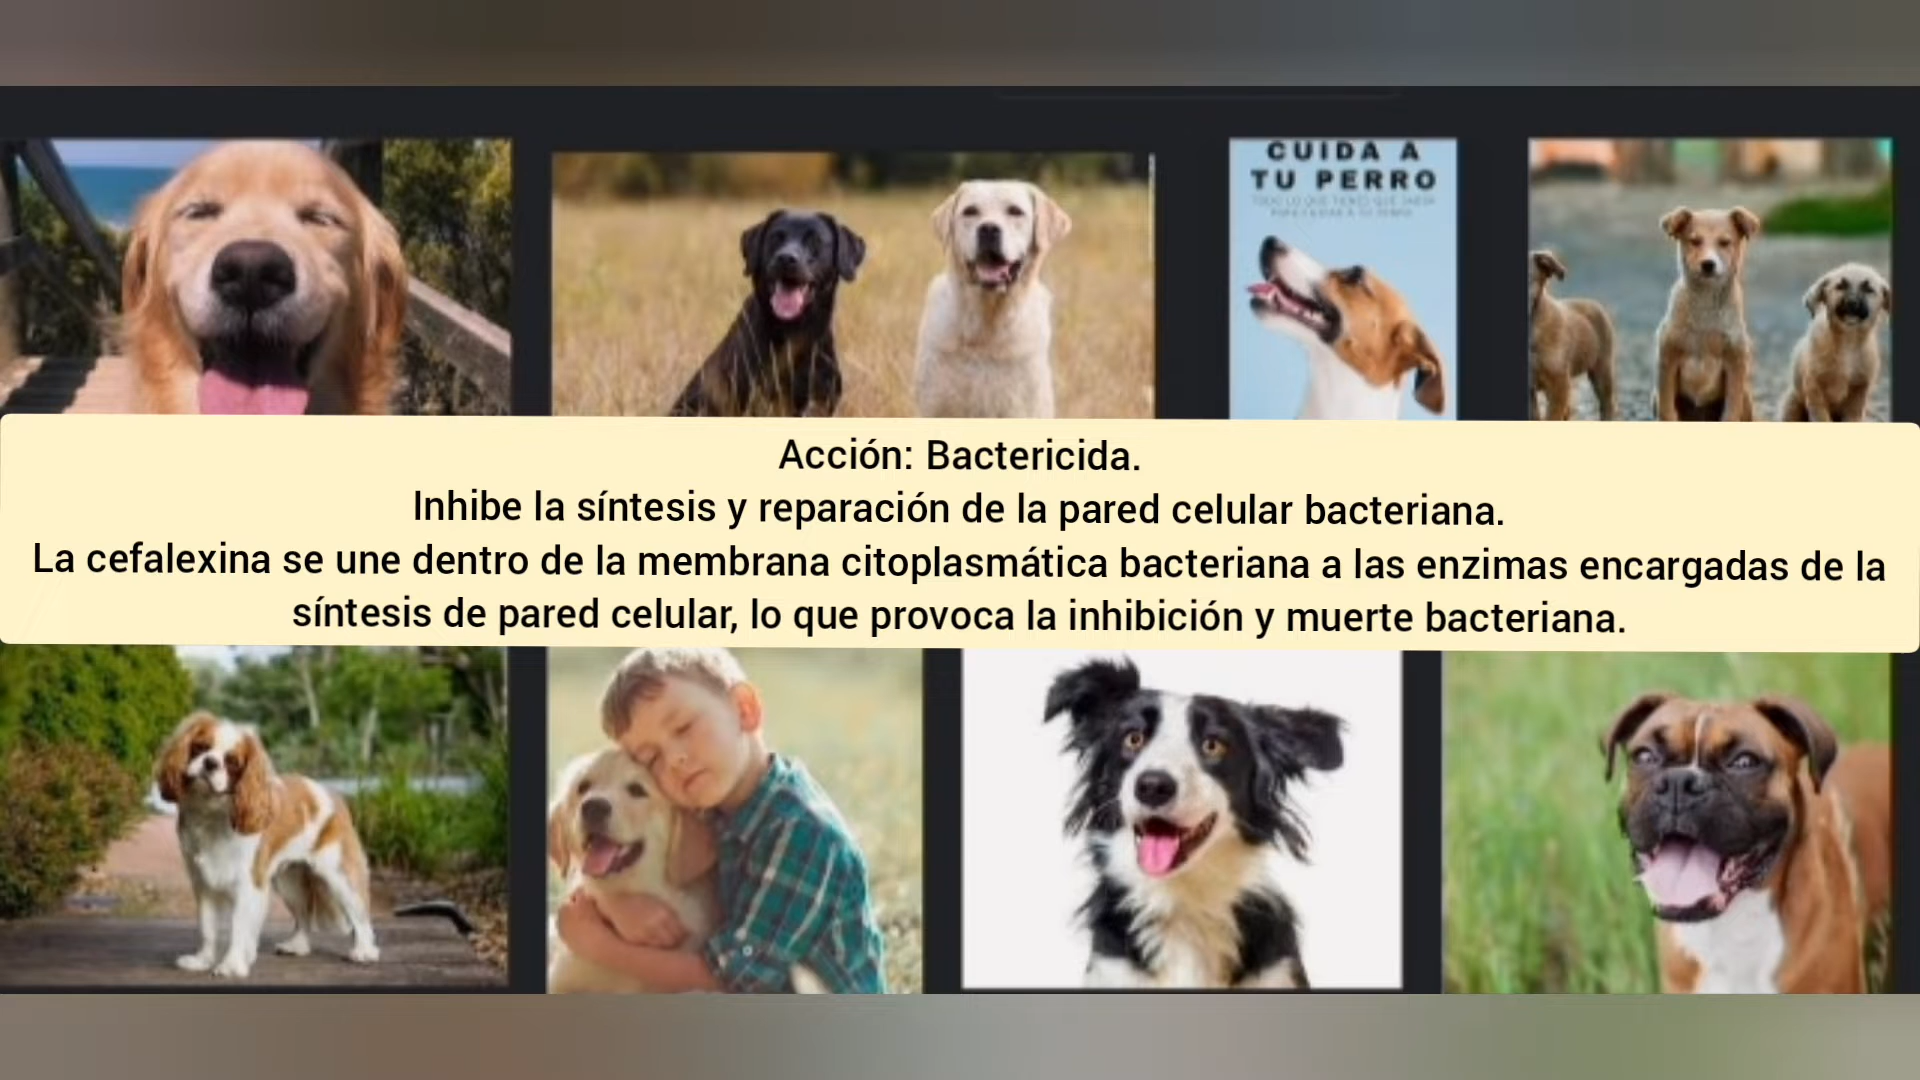 CUIDA A
TU PERRO
Acción: Bactericida.
Inhibe la síntesis y reparación de la pared celular bacteriana.
La cefalexina se une dentro de la membrana citoplasmática bacteriana a las enzimas encargadas de la
síntesis de pared celular, lo que provoca la inhibición y muerte bacteriana.